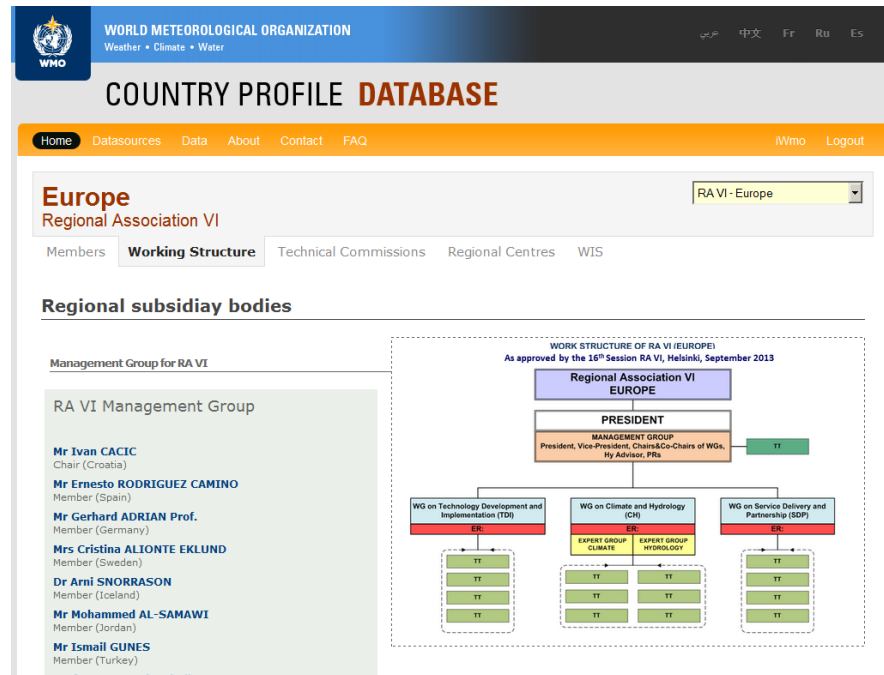 WMO
WORLD METEOROLOGICAL ORGANIZATION
Weather • Climate • Water
عربي 中文 Fr Ru Es
COUNTRY PROFILE DATABASE
Home Datasources Data About Contact FAQ iWmo Logout
Europe
Regional Association VI
RA VI - Europe
Members Working Structure Technical Commissions Regional Centres WIS
Regional subsidiay bodies
Management Group for RA VI
RA VI Management Group
Mr Ivan CACIC
Chair (Croatia)
Mr Ernesto RODRIGUEZ CAMINO
Member (Spain)
Mr Gerhard ADRIAN Prof.
Member (Germany)
Mrs Cristina ALIONTE EKLUND
Member (Sweden)
Dr Arni SNORRASON
Member (Iceland)
Mr Mohammed AL-SAMAWI
Member (Jordan)
Mr Ismail GUNES
Member (Turkey)
WORK STRUCTURE OF RA VI (EUROPE)
As approved by the 16th Session RA VI, Helsinki, September 2013
Regional Association VI
EUROPE
PRESIDENT
MANAGEMENT GROUP
President, Vice-President, Chairs&Co-Chairs of WGs,
Hy Advisor, PRs
TT
WG on Technology Development and
Implementation (TDI)
ER:
TT
TT
TT
TT
WG on Climate and Hydrology
(CH)
ER:
EXPERT GROUP
CLIMATE
EXPERT GROUP
HYDROLOGY
TT TT
TT TT
TT TT
WG on Service Delivery and
Partnership (SDP)
ER:
TT
TT
TT
TT